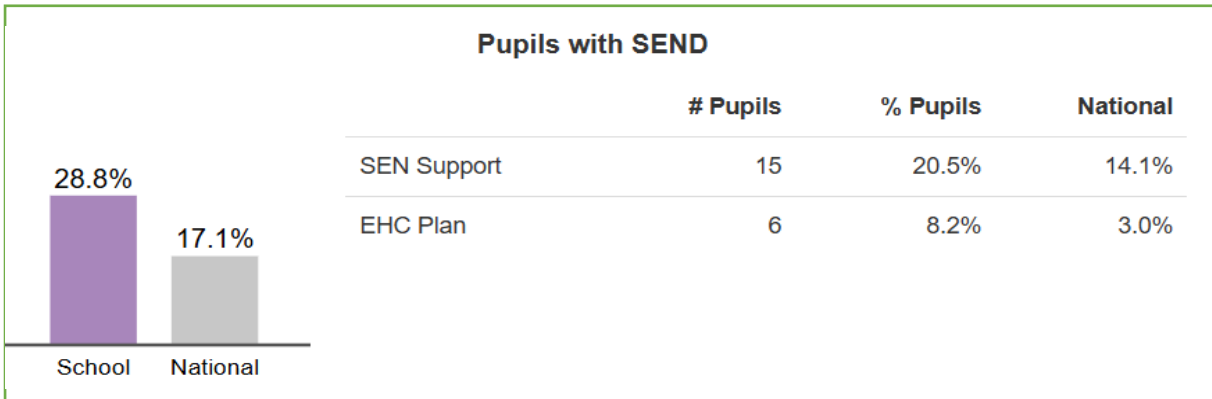 Pupils with SEND
# Pupils % Pupils National
SEN Support 15 20.5% 14.1%
EHC Plan 6 8.2% 3.0%
28.8%
17.1%
School National